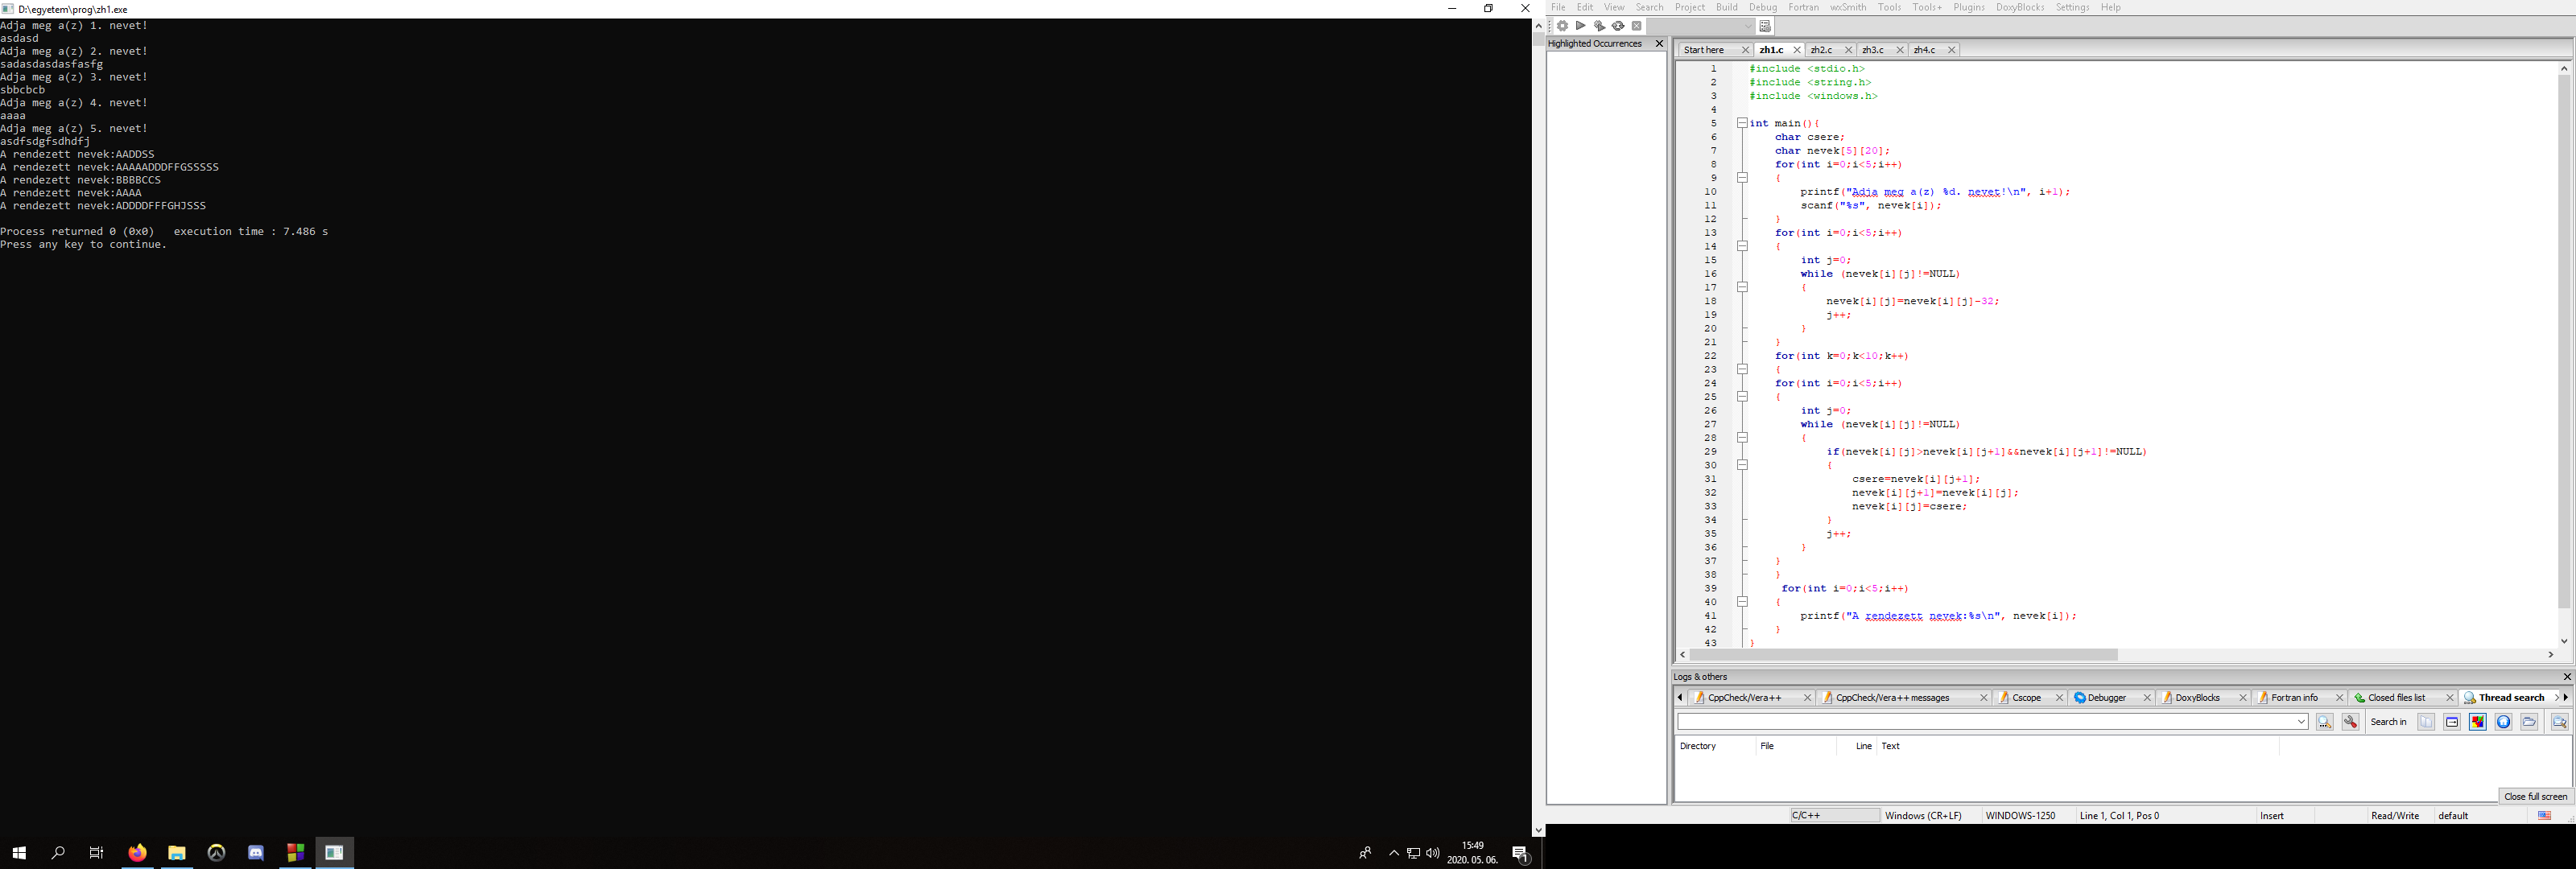 D:\egyetem\prog\zh1.exe
Adja meg a(z) 1. nevet!
asdasd
Adja meg a(z) 2. nevet!
sadasdasdasfasfg
Adja meg a(z) 3. nevet!
sbbcbcb
Adja meg a(z) 4. nevet!
aaaa
Adja meg a(z) 5. nevet!
asdfsdgfsdhdfj
A rendezett nevek:AADDSS
A rendezett nevek:AAAAADDDFFGSSSSS
A rendezett nevek:BBBBCCS
A rendezett nevek:AAAA
A rendezett nevek:ADDDDFFFGHJSSS
Process returned 0 (0x0)   execution time : 7.486 s
Press any key to continue.
15:49
2020. 05. 06.
1
File Edit View Search Project Build Debug Fortran wxSmith Tools Tools+ Plugins DoxyBlocks Settings Help
Highlighted Occurrences
Start here zh1.c zh2.c zh3.c zh4.c
1 #include <stdio.h>
2 #include <string.h>
3 #include <windows.h>
4
5 int main(){
6 char csere;
7 char nevek[5][20];
8 for(int i=0;i<5;i++)
9 {
10 printf("Adja meg a(z) %d. nevet!\n", i+1);
11 scanf("%s", nevek[i]);
12 }
13 for(int i=0;i<5;i++)
14 {
15 int j=0;
16 while (nevek[i][j]!=NULL)
17 {
18 nevek[i][j]=nevek[i][j]-32;
19 j++;
20 }
21 }
22 for(int k=0;k<10;k++)
23 {
24 for(int i=0;i<5;i++)
25 {
26 int j=0;
27 while (nevek[i][j]!=NULL)
28 {
29 if(nevek[i][j]>nevek[i][j+1]&&nevek[i][j+1]!=NULL)
30 {
31 csere=nevek[i][j+1];
32 nevek[i][j+1]=nevek[i][j];
33 nevek[i][j]=csere;
34 }
35 j++;
36 }
37 }
38 }
39 for(int i=0;i<5;i++)
40 {
41 printf("A rendezett nevek:%s\n", nevek[i]);
42 }
43 }
Logs & others
CppCheck/Vera++ CppCheck/Vera++ messages Cscope Debugger DoxyBlocks Fortran info Closed files list Thread search
Search in
Directory File Line Text
Close full screen
C/C++ Windows (CR+LF) WINDOWS-1250 Line 1, Col 1, Pos 0 Insert Read/Write default